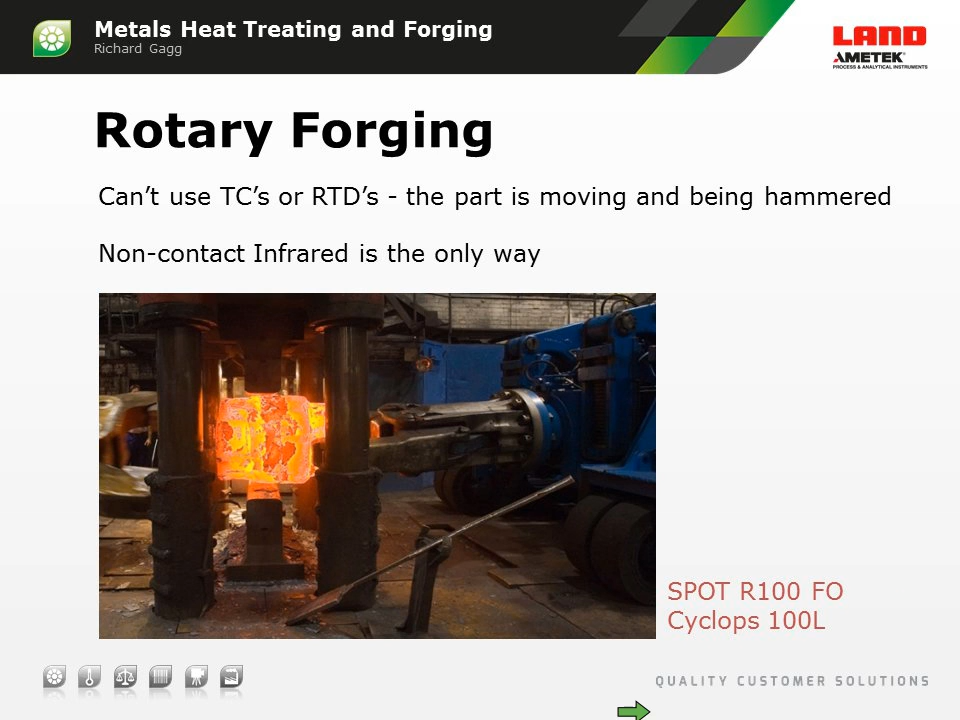 Metals Heat Treating and Forging
Richard Gagg
LAND
AMETEK®
PROCESS & ANALYTICAL INSTRUMENTS
Rotary Forging
Can’t use TC’s or RTD’s - the part is moving and being hammered
Non-contact Infrared is the only way
SPOT R100 FO
Cyclops 100L
QUALITY CUSTOMER SOLUTIONS